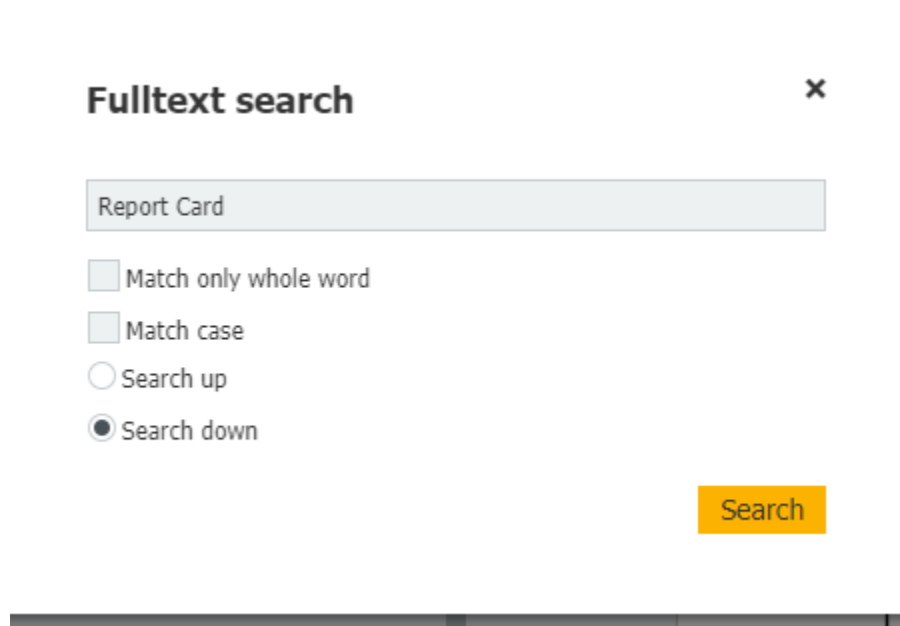 Fulltext search
Report Card
Match only whole word
Match case
Search up
Search down
Search